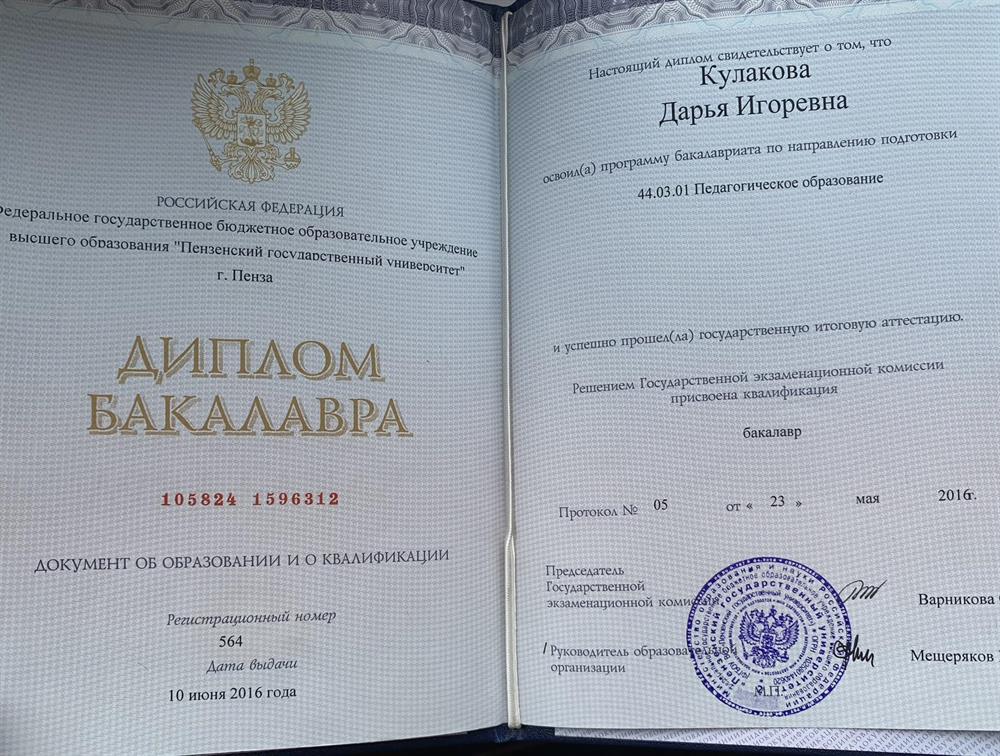 РОССИЙСКАЯ ФЕДЕРАЦИЯ
Федеральное государственное бюджетное образовательное учреждение
высшего образования "Пензенский государственный университет"
г. Пенза
ДИПЛОМ
БАКАЛАВРА
105824 1596312
ДОКУМЕНТ ОБ ОБРАЗОВАНИИ И О КВАЛИФИКАЦИИ
Регистрационный номер
564
Дата выдачи
10 июня 2016 года
Настоящий диплом свидетельствует о том, что
Кулакова
Дарья Игоревна
освоил(а) программу бакалавриата по направлению подготовки
44.03.01 Педагогическое образование
и успешно прошел(ла) государственную итоговую аттестацию.
Решением Государственной экзаменационной комиссии
присвоена квалификация
бакалавр
Протокол № 05 от « 23 » мая 2016г.
Председатель
Государственной
экзаменационной
Варникова
/ Руководитель образовательной
организации
Мещеряков
М.П.